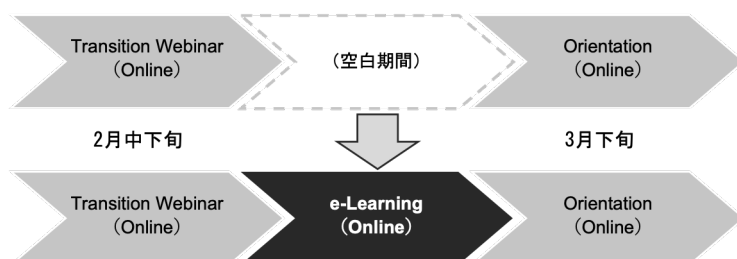 Transition Webinar
（Online）
（空白期間）
Orientation
（Online）
2月中下旬
3月下旬
Transition Webinar
（Online）
e-Learning
（Online）
Orientation
（Online）